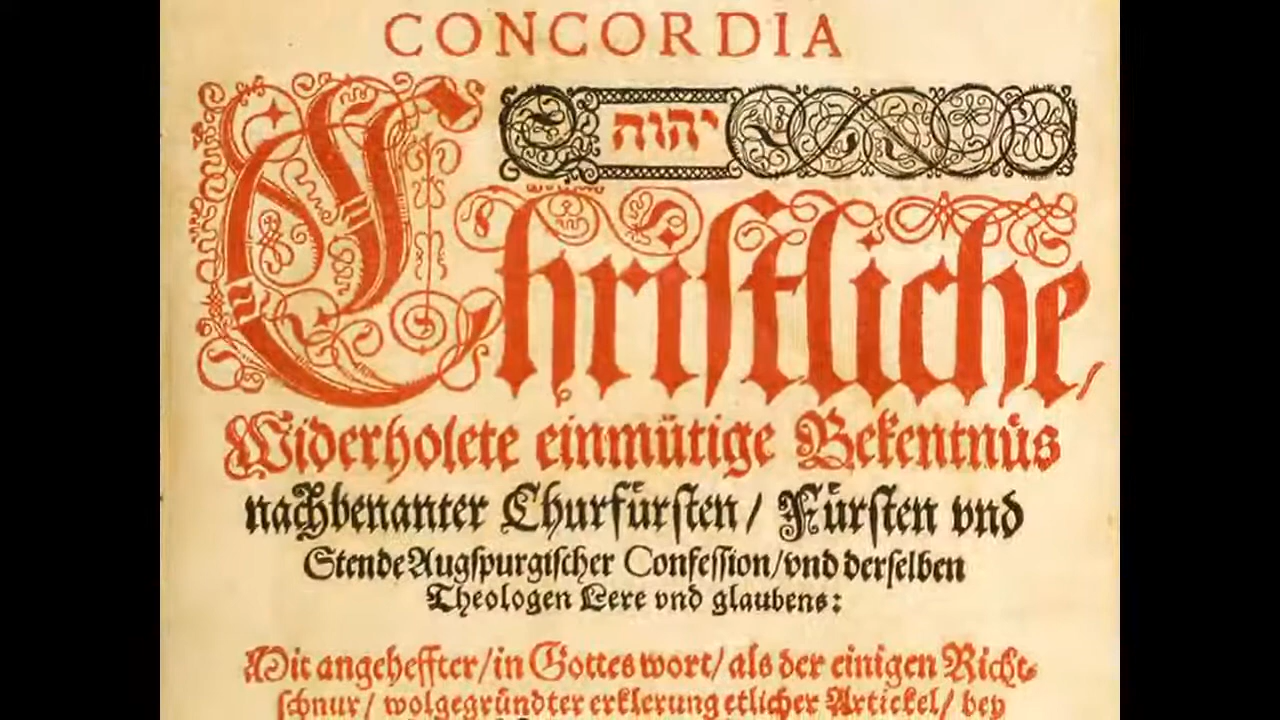 CONCORDIA
יהוה
Christliche/
Widerholete einmütige Bekentnüs
nachbenanter Churfürsten/ Fürsten vnd
Stende Augspurgischer Confession/ vnd derselben
Theologen Lere vnd glaubens:
Mit angeheffter/ in Gottes wort/ als der einigen Richt⸗
schnur/ wolgegründter erklerung etlicher Artickel/ bey